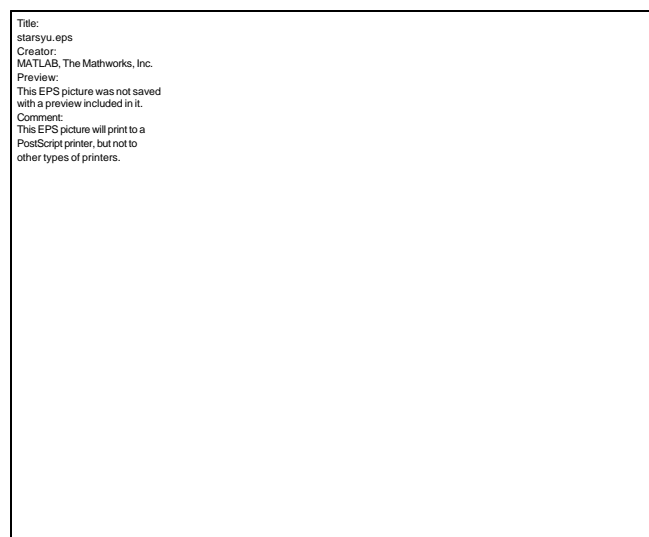 Title:
starsyu.eps
Creator:
MATLAB, The Mathworks, Inc.
Preview:
This EPS picture was not saved
with a preview included in it.
Comment:
This EPS picture will print to a
PostScript printer, but not to
other types of printers.